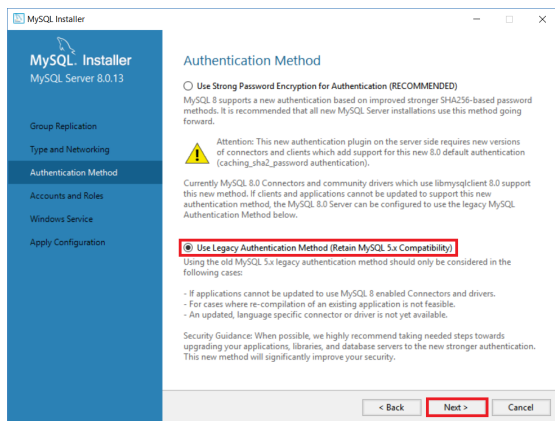 MySQL Installer
MySQL. Installer
MySQL Server 8.0.13
Group Replication
Type and Networking
Authentication Method
Accounts and Roles
Windows Service
Apply Configuration
Authentication Method
Use Strong Password Encryption for Authentication (RECOMMENDED)
MySQL 8 supports a new authentication based on improved stronger SHA256-based password
methods. It is recommended that all new MySQL Server installations use this method going
forward.
Attention: This new authentication plugin on the server side requires new versions
of connectors and clients which add support for this new 8.0 default authentication
(caching_sha2_password authentication).
Currently MySQL 8.0 Connectors and community drivers which use libmysqlclient 8.0 support
this new method. If clients and applications cannot be updated to support this new
authentication method, the MySQL 8.0 Server can be configured to use the legacy MySQL
Authentication Method below.
Use Legacy Authentication Method (Retain MySQL 5.x Compatibility)
Using the old MySQL 5.x legacy authentication method should only be considered in the
following cases:
- If applications cannot be updated to use MySQL 8 enabled Connectors and drivers.
- For cases where re-compilation of an existing application is not feasible.
- An updated, language specific connector or driver is not yet available.
Security Guidance: When possible, we highly recommend taking needed steps towards
upgrading your applications, libraries, and database servers to the new stronger authentication.
This new method will significantly improve your security.
< Back
Next >
Cancel